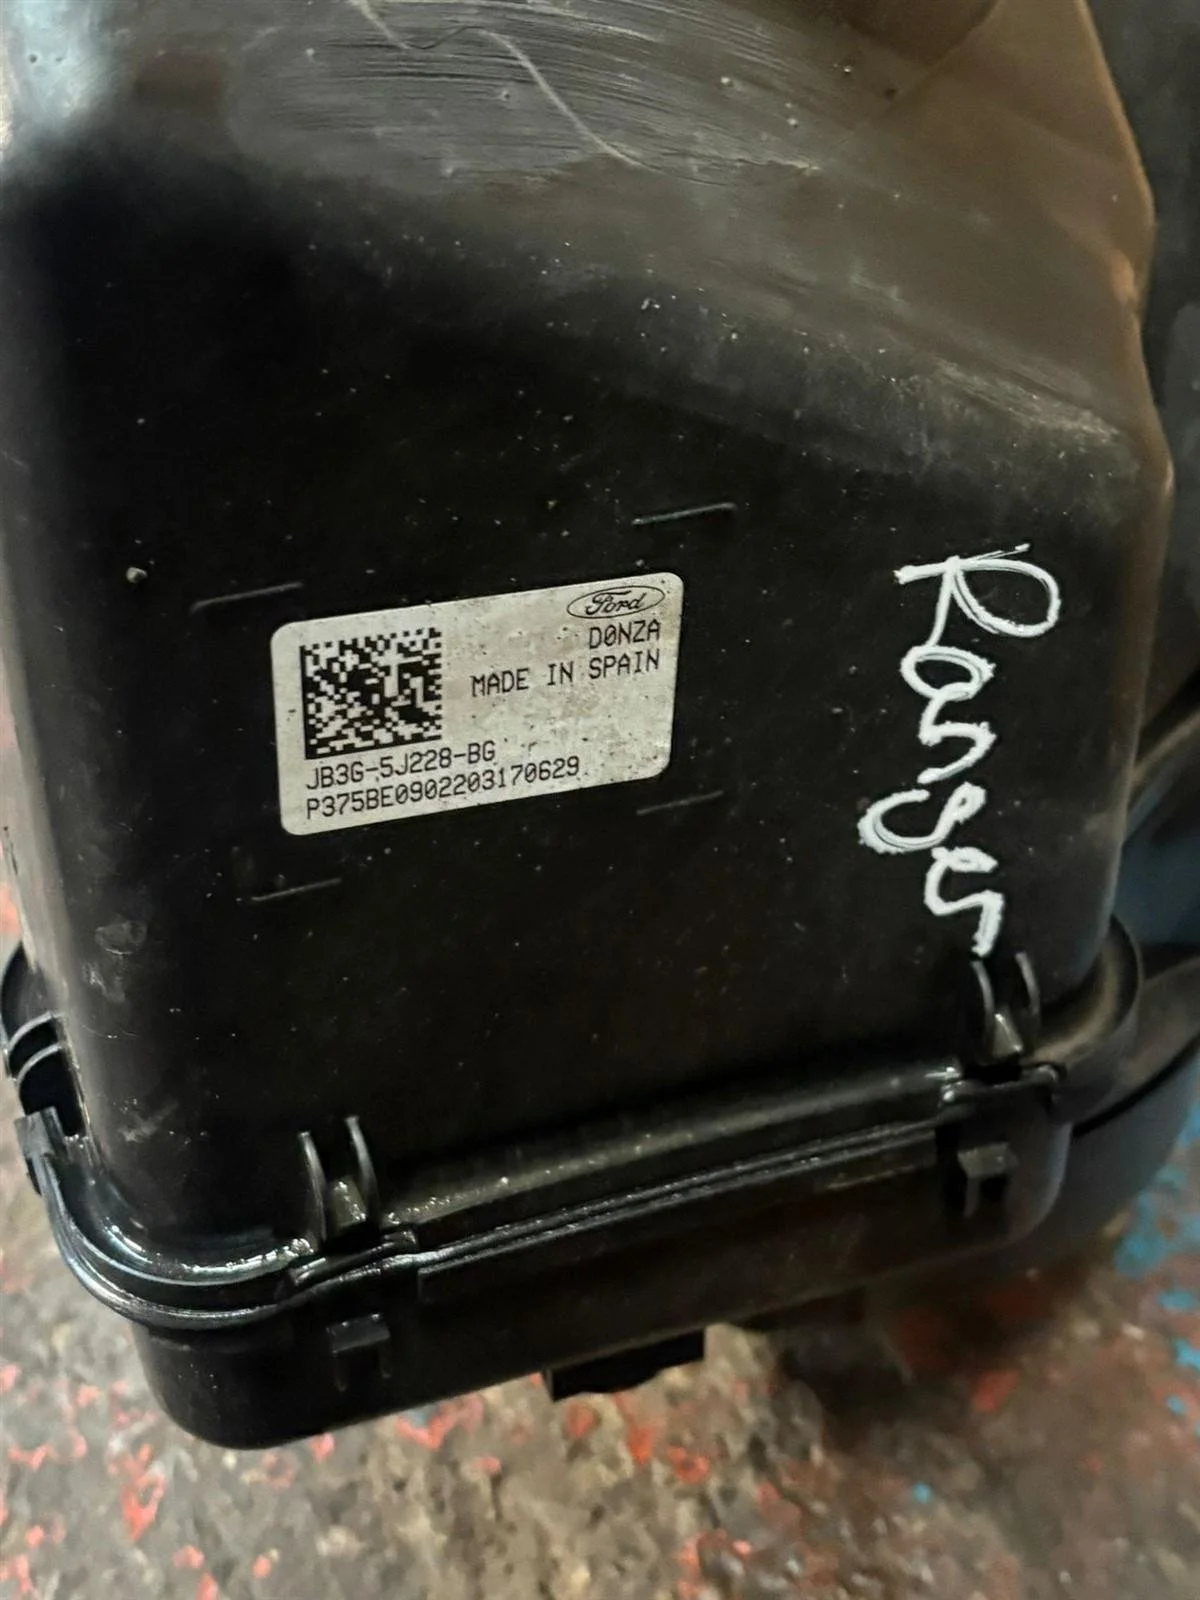 Ford
D0NZA
MADE IN SPAIN
JB3G-5J228-BG
P375BE0902203170629
Ranger